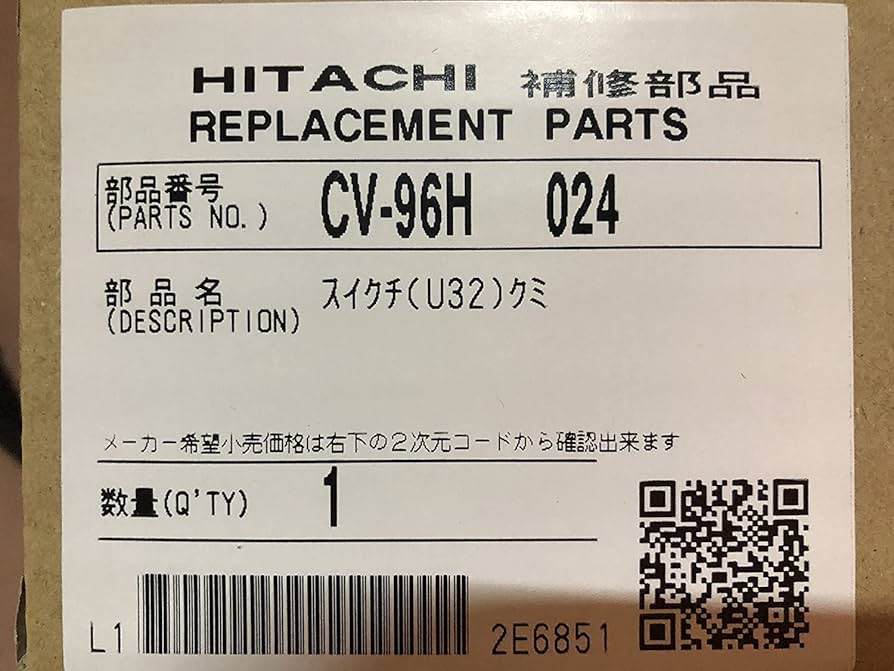 HITACHI 補修部品
REPLACEMENT PARTS
部品番号
(PARTS NO.) CV-96H 024
部品名 スイクチ(U32)クミ
(DESCRIPTION)
メーカー希望小売価格は右下の2次元コードから確認出来ます
数量(Q'TY) 1
L1 2E6851